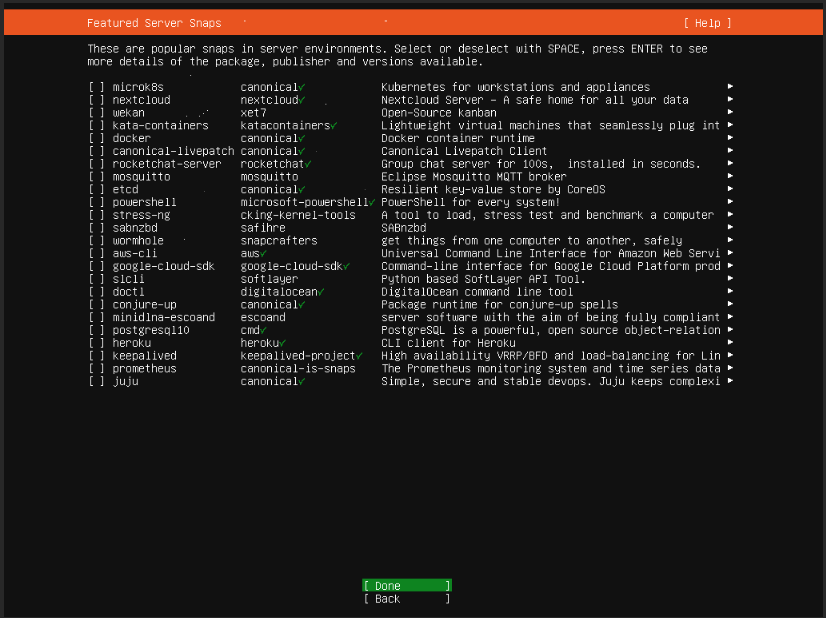 Featured Server Snaps [ Help ]
These are popular snaps in server environments. Select or deselect with SPACE, press ENTER to see
more details of the package, publisher and versions available.
[ ] microk8s canonical✓ Kubernetes for workstations and appliances ▶
[ ] nextcloud nextcloud✓ Nextcloud Server – A safe home for all your data ▶
[ ] wekan xet7 Open-Source kanban ▶
[ ] kata-containers katacontainers✓ Lightweight virtual machines that seamlessly plug int ▶
[ ] docker canonical✓ Docker container runtime ▶
[ ] canonical-livepatch canonical✓ Canonical Livepatch Client ▶
[ ] rocketchat-server rocketchat✓ Group chat server for 100s, installed in seconds. ▶
[ ] mosquitto mosquitto Eclipse Mosquitto MQTT broker ▶
[ ] etcd canonical✓ Resilient key-value store by CoreOS ▶
[ ] powershell microsoft-powershell✓ PowerShell for every system! ▶
[ ] stress-ng cking-kernel-tools A tool to load, stress test and benchmark a computer ▶
[ ] sabnzbd safihre SABnzbd ▶
[ ] wormhole snapcrafters get things from one computer to another, safely ▶
[ ] aws-cli aws✓ Universal Command Line Interface for Amazon Web Servi ▶
[ ] google-cloud-sdk google-cloud-sdk✓ Command-line interface for Google Cloud Platform prod ▶
[ ] slcli softlayer Python based SoftLayer API Tool. ▶
[ ] doctl digitalocean✓ DigitalOcean command line tool ▶
[ ] conjure-up canonical✓ Package runtime for conjure-up spells ▶
[ ] minidlna-escoand escoand server software with the aim of being fully compliant ▶
[ ] postgresql10 cmd✓ PostgreSQL is a powerful, open source object-relation ▶
[ ] heroku heroku✓ CLI client for Heroku ▶
[ ] keepalived keepalived-project✓ High availability VRRP/BFD and load-balancing for Lin ▶
[ ] prometheus canonical-is-snaps The Prometheus monitoring system and time series data ▶
[ ] juju canonical✓ Simple, secure and stable devops. Juju keeps complexi ▶
[ Done ]
[ Back ]